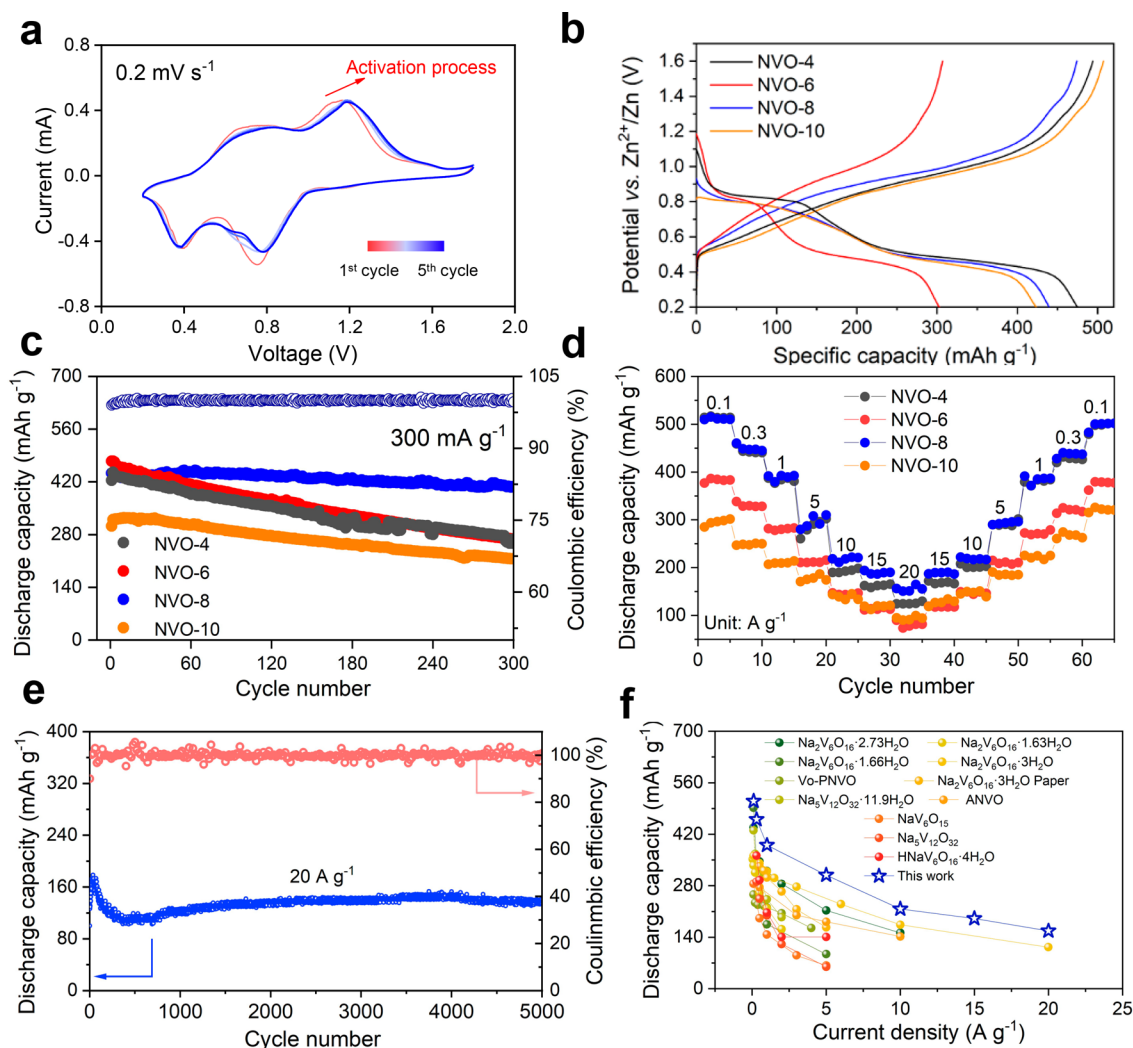 a
0.8
0.4
0.0
-0.4
-0.8
Current (mA)
0.2 mV s-1
Activation process
1st cycle
5th cycle
0.0
0.4
0.8
1.2
1.6
2.0
Voltage (V)
b
1.6
1.4
1.2
1.0
0.8
0.6
0.4
0.2
Potential vs. Zn2+/Zn (V)
NVO-4
NVO-6
NVO-8
NVO-10
0
100
200
300
400
500
Specific capacity (mAh g-1)
c
700
560
420
280
140
0
Discharge capacity (mAh g-1)
300 mA g-1
NVO-4
NVO-6
NVO-8
NVO-10
105
90
75
60
Coulombic efficiency (%)
0
60
120
180
240
300
Cycle number
d
600
500
400
300
200
100
Discharge capacity (mAh g-1)
NVO-4
NVO-6
NVO-8
NVO-10
0.1
0.3
1
5
10
15
20
15
10
5
1
0.3
0.1
Unit: A g-1
0
10
20
30
40
50
60
Cycle number
e
400
320
240
160
80
0
Discharge capacity (mAh g-1)
20 A g-1
100
80
60
40
20
0
Coulinmbic efficiency (%)
0
1000
2000
3000
4000
5000
Cycle number
f
700
560
420
280
140
0
Discharge capacity (mAh g-1)
Na2V6O16·2.73H2O
Na2V6O16·1.63H2O
Na2V6O16·1.66H2O
Na2V6O16·3H2O
Vo-PNVO
Na2V6O16·3H2O Paper
Na5V12O32·11.9H2O
ANVO
NaV6O15
Na5V12O32
HNaV6O16·4H2O
This work
0
5
10
15
20
25
Current density (A g-1)